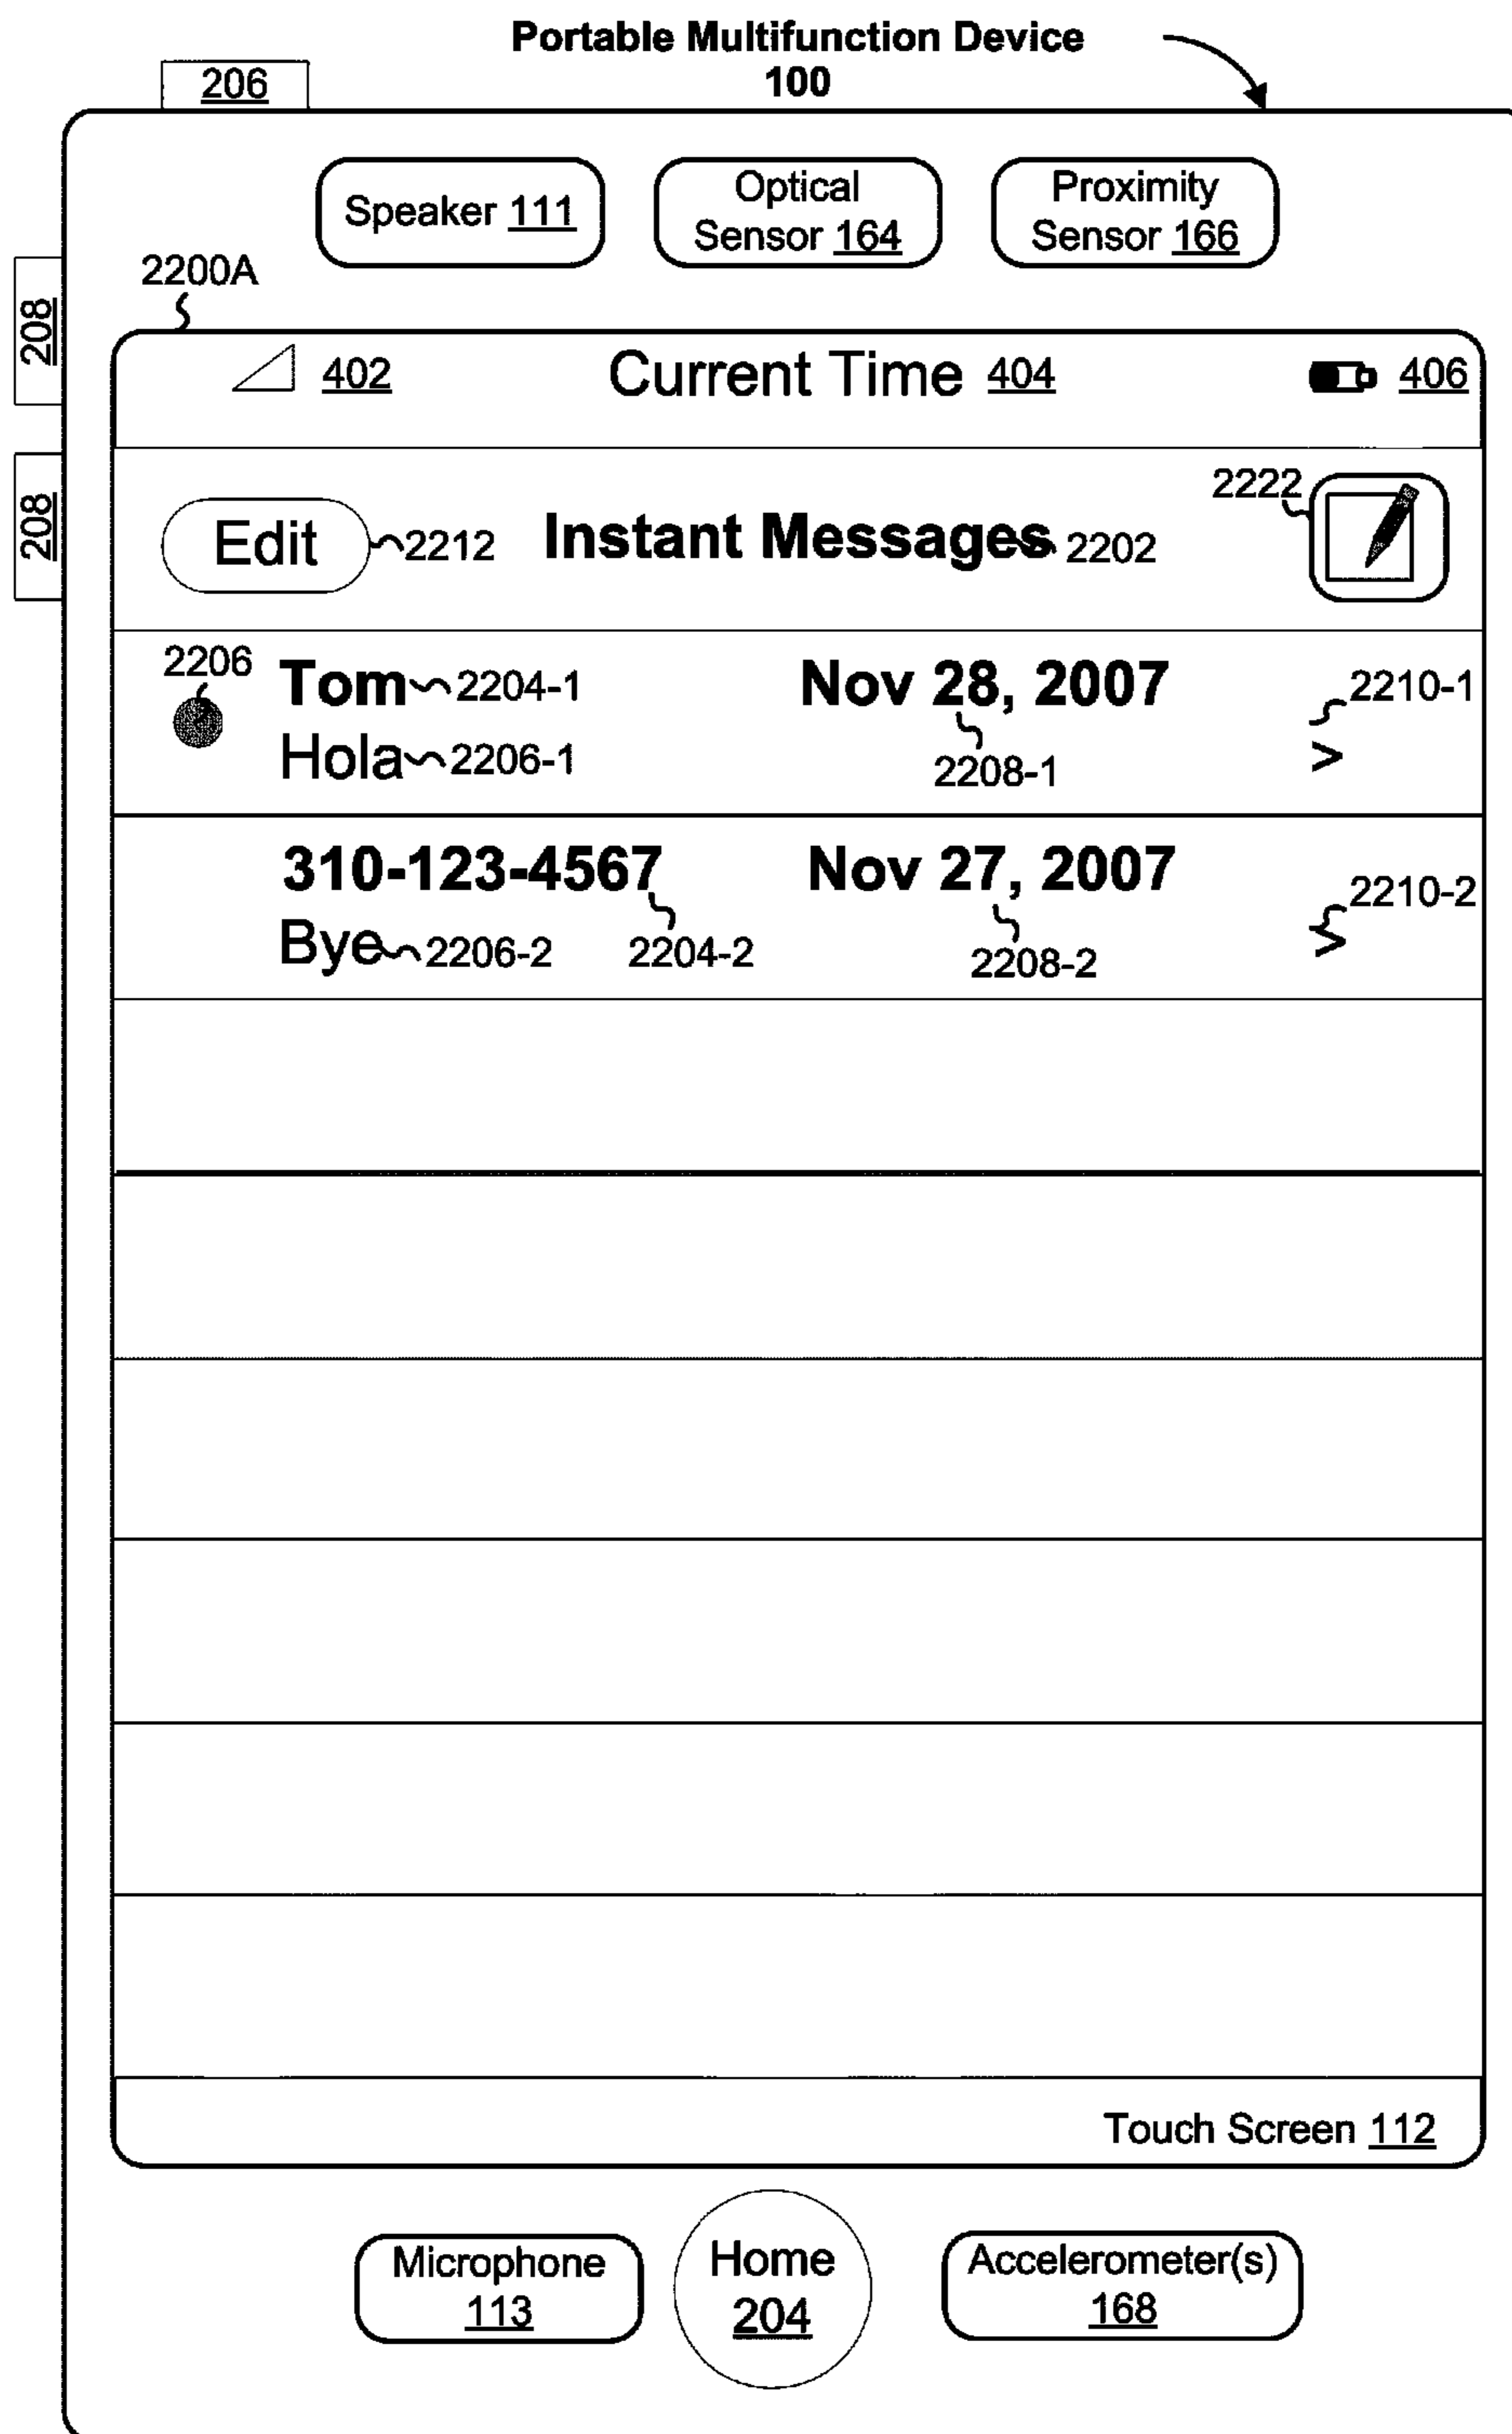 Portable Multifunction Device
100
206
Speaker 111
Optical
Sensor 164
Proximity
Sensor 166
2200A
208
402
Current Time 404
406
208
Edit
2212
Instant Messages
2202
2222
2206
Tom
2204-1
Nov 28, 2007
2210-1
Hola
2206-1
2208-1
>
310-123-4567
Nov 27, 2007
2210-2
Bye
2206-2
2204-2
2208-2
>
Touch Screen 112
Microphone
113
Home
204
Accelerometer(s)
168